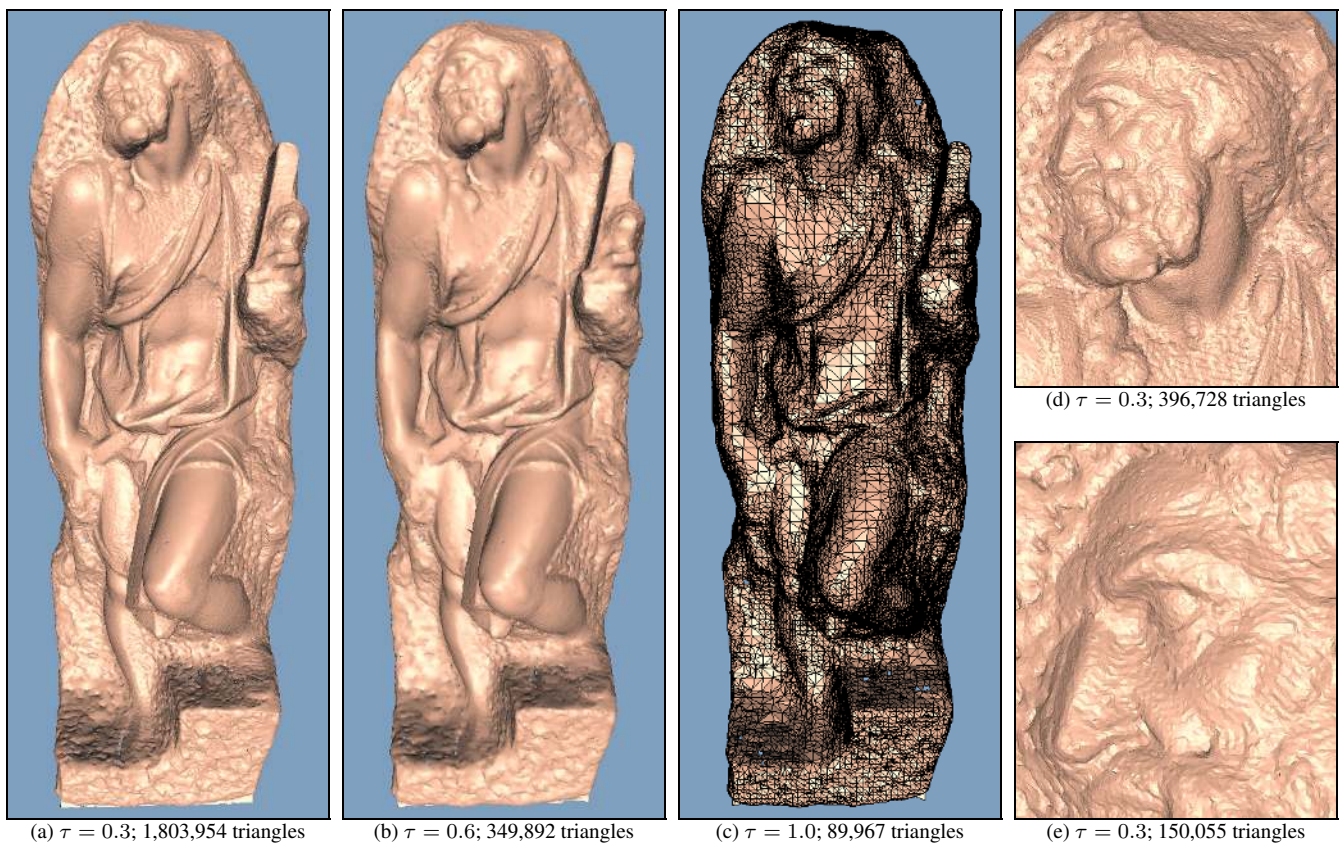 (a) τ = 0.3; 1,803,954 triangles
(b) τ = 0.6; 349,892 triangles
(c) τ = 1.0; 89,967 triangles
(d) τ = 0.3; 396,728 triangles
(e) τ = 0.3; 150,055 triangles